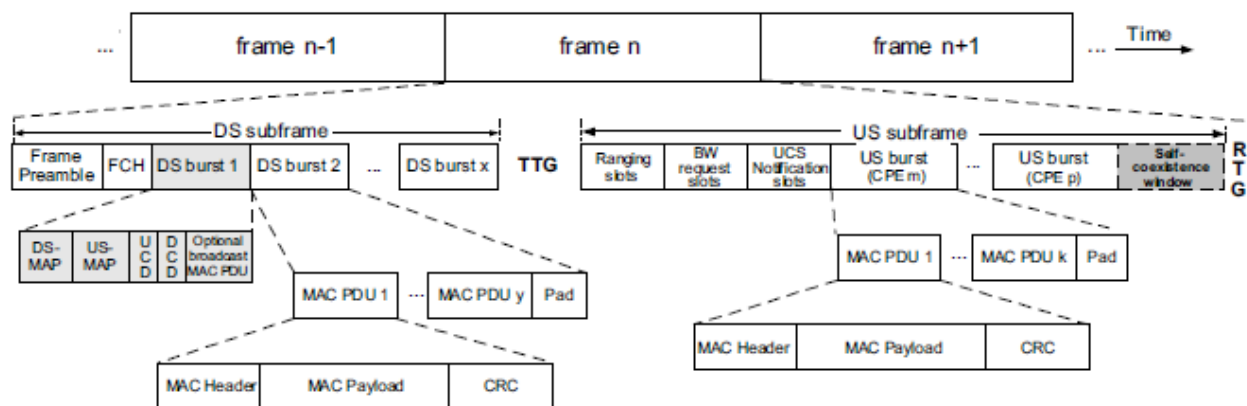 ... frame n-1 frame n frame n+1 ... Time
DS subframe US subframe
Frame
Preamble
FCH
DS burst 1
DS burst 2
...
DS burst x
TTG
Ranging
slots
BW
request
slots
UCS
Notification
slots
US burst
(CPE m)
...
US burst
(CPE p)
Self-
coexistence
window
R
T
G
DS-
MAP
US-
MAP
U
C
D
D
C
D
Optional
broadcast
MAC PDU
MAC PDU 1 ... MAC PDU k Pad
MAC PDU 1 ... MAC PDU y Pad
MAC Header MAC Payload CRC
MAC Header MAC Payload CRC